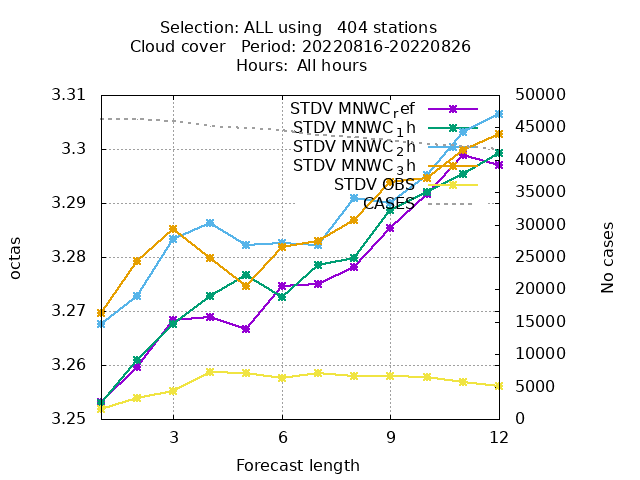 Selection: ALL using   404 stations
Cloud cover   Period: 20220816-20220826
Hours:  All hours
3.31
3.3
3.29
3.28
3.27
3.26
3.25
50000
45000
40000
35000
30000
25000
20000
15000
10000
5000
0
STDV MNWC_ref
STDV MNWC_1h
STDV MNWC_2h
STDV MNWC_3h
STDV OBS
CASES
octas
No cases
3
6
9
12
Forecast length